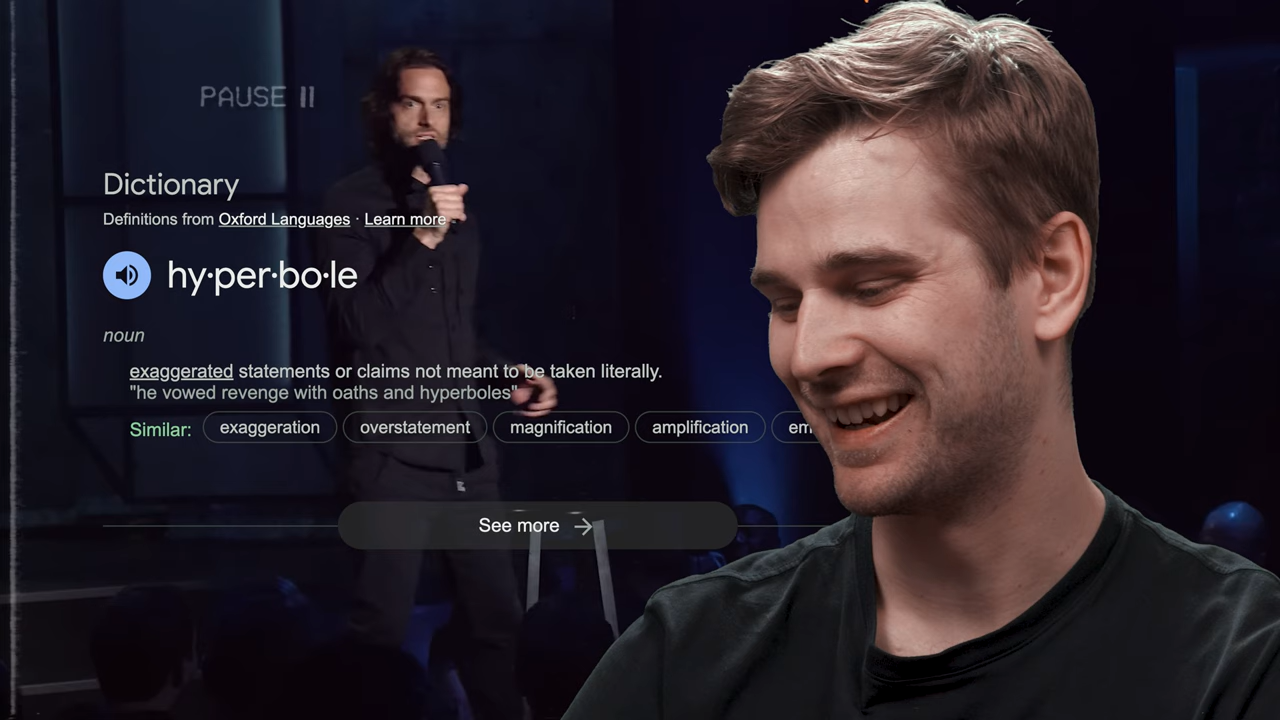 PAUSE II
Dictionary
Definitions from Oxford Languages · Learn more
hy·per·bo·le
noun
exaggerated statements or claims not meant to be taken literally.
"he vowed revenge with oaths and hyperboles"
Similar: exaggeration overstatement magnification amplification em
See more →